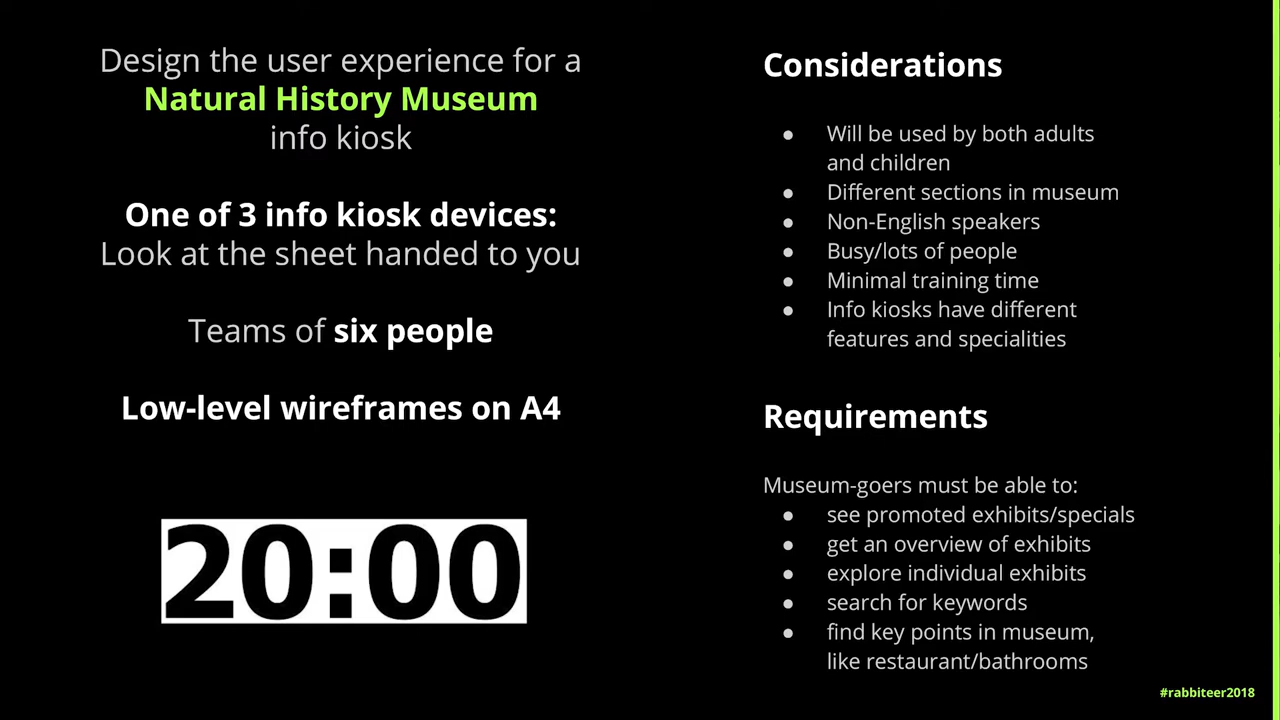 Design the user experience for a
Natural History Museum
info kiosk
One of 3 info kiosk devices:
Look at the sheet handed to you
Teams of six people
Low-level wireframes on A4
20:00
Considerations
● Will be used by both adults
and children
● Different sections in museum
● Non-English speakers
● Busy/lots of people
● Minimal training time
● Info kiosks have different
features and specialities
Requirements
Museum-goers must be able to:
● see promoted exhibits/specials
● get an overview of exhibits
● explore individual exhibits
● search for keywords
● find key points in museum,
like restaurant/bathrooms
#rabbiteer2018